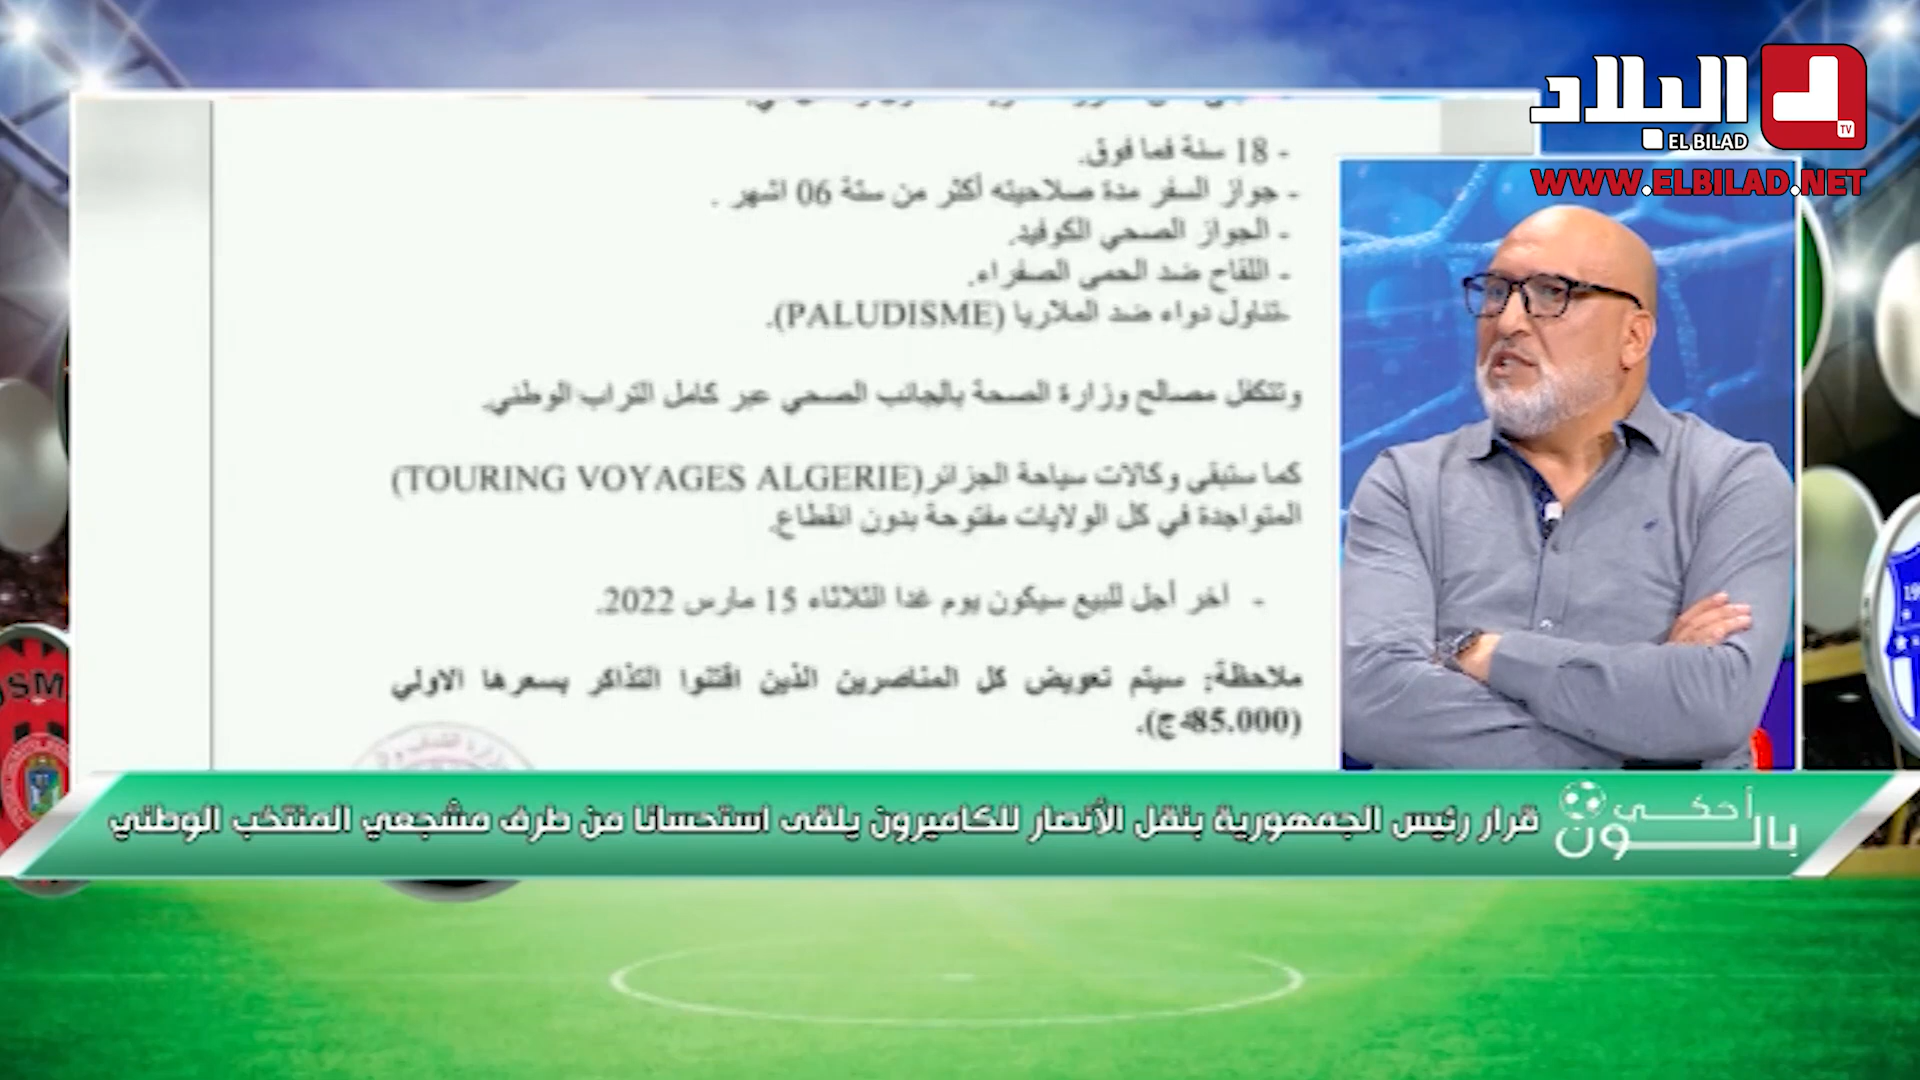 البلاد
TV
EL BILAD
WWW.ELBILAD.NET
- 18 سنة فما فوق.
- جواز السفر مدة صلاحيته أكثر من ستة 06 اشهر .
- الجواز الصحي الكوفيد.
- اللقاح ضد الحمى الصفراء.
-تناول دواء ضد الملاريا (PALUDISME).
وتتكفل مصالح وزارة الصحة بالجانب الصحي عبر كامل التراب الوطني.
كما ستبقى وكالات سياحة الجزائر(TOURING VOYAGES ALGERIE)
المتواجدة في كل الولايات مفتوحة بدون انقطاع.
- اخر أجل للبيع سيكون يوم غدا الثلاثاء 15 مارس 2022.
ملاحظة: سيتم تعويض كل المناصرين الذين اقتنوا التذاكر بسعرها الاولي
(85.000دج).
أحكي
بالــون
قرار رئيس الجمهورية بنقل الأنصار للكاميرون يلقى استحسانا من طرف مشجعي المنتخب الوطني